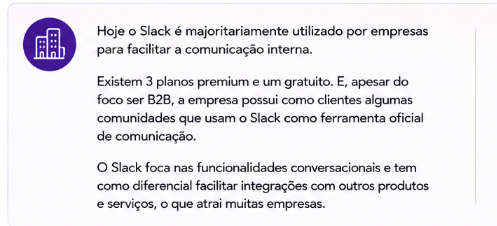 Hoje o Slack é majoritariamente utilizado por empresas
para facilitar a comunicação interna.
Existem 3 planos premium e um gratuito. E, apesar do
foco ser B2B, a empresa possui como clientes algumas
comunidades que usam o Slack como ferramenta oficial
de comunicação.
O Slack foca nas funcionalidades conversacionais e tem
como diferencial facilitar integrações com outros produtos
e serviços, o que atrai muitas empresas.